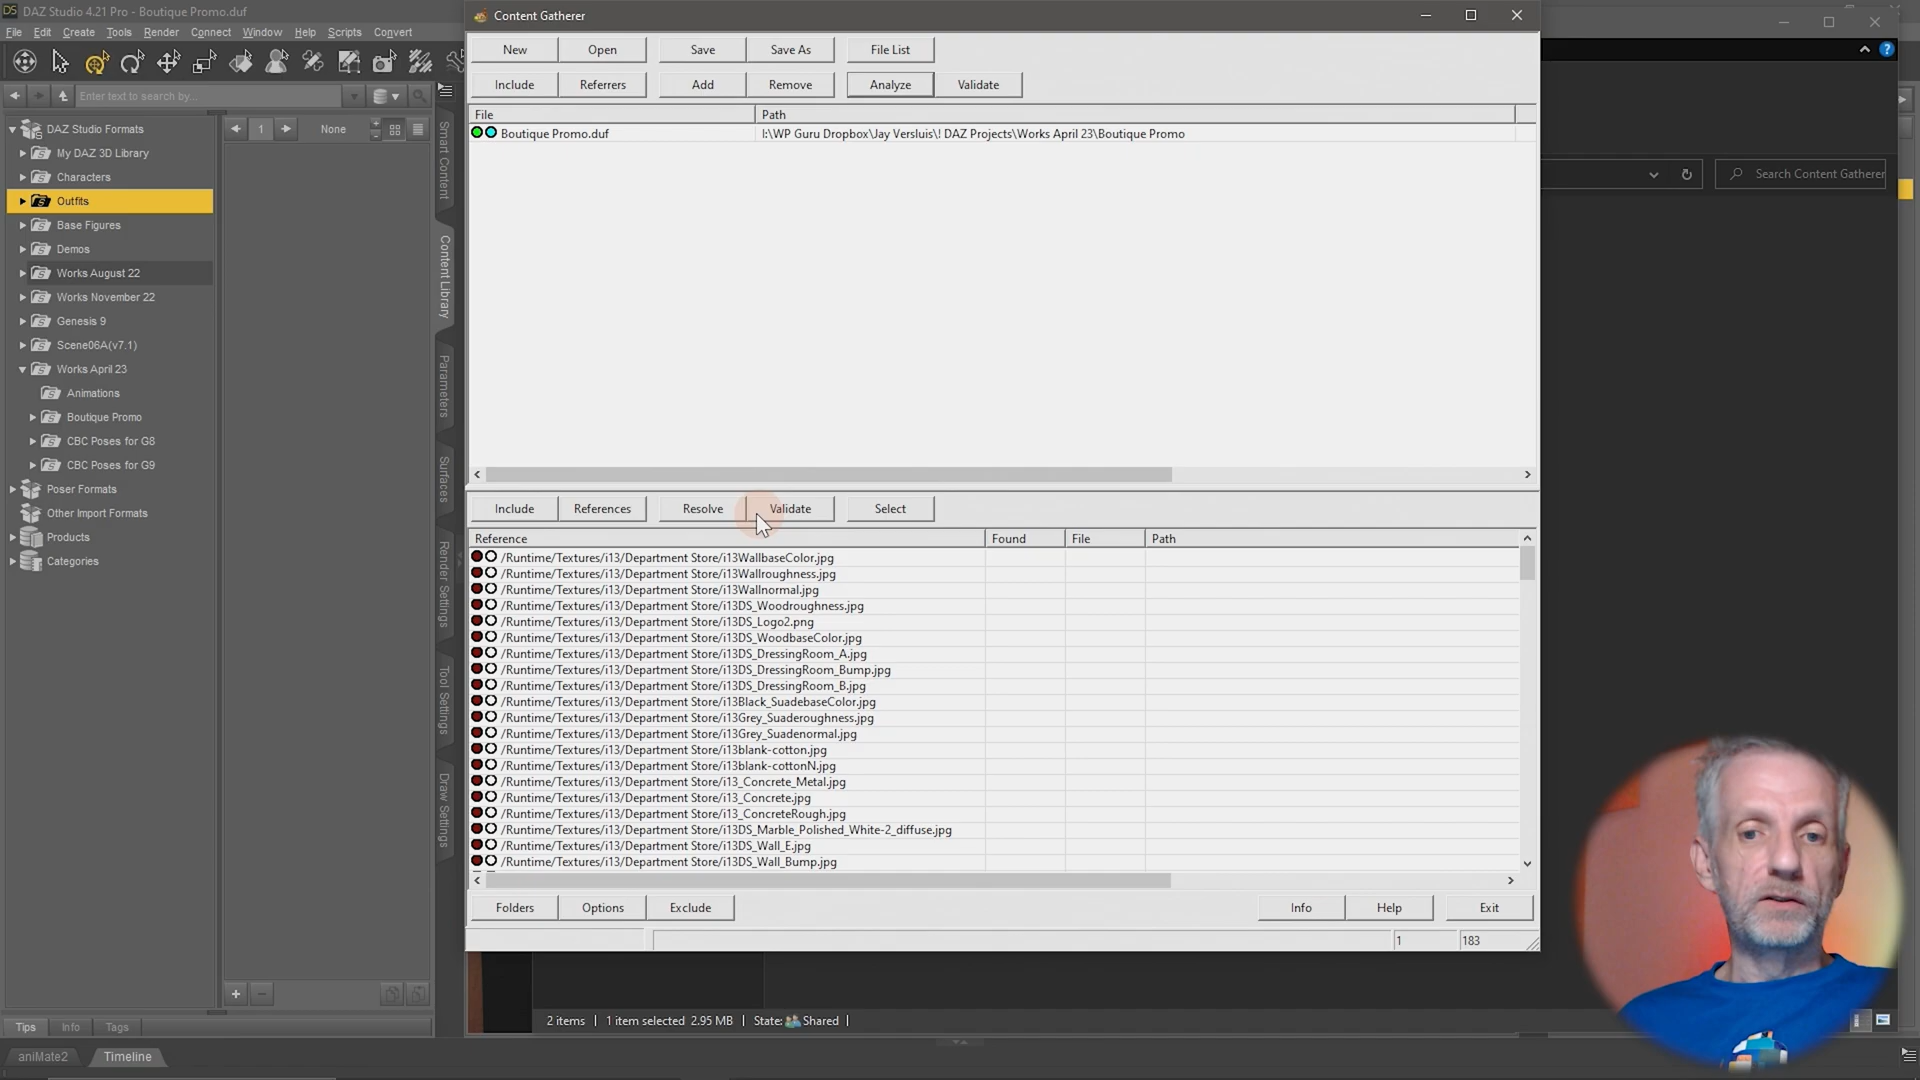 DAZ Studio 4.21 Pro - Boutique Promo.duf
File Edit Create Tools Render Connect Window Help Scripts Convert
Enter text to search by...
DAZ Studio Formats
My DAZ 3D Library
Characters
Outfits
Base Figures
Demos
Works August 22
Works November 22
Genesis 9
Scene06A(v7.1)
Works April 23
Animations
Boutique Promo
CBC Poses for G8
CBC Poses for G9
Poser Formats
Other Import Formats
Products
Categories
1 None
Smart Content
Content Library
Parameters
Surfaces
Render Settings
Tool Settings
Draw Settings
Tips Info Tags
aniMate2 Timeline
Content Gatherer
New Open Save Save As File List
Include Referrers Add Remove Analyze Validate
File Path
Boutique Promo.duf I:\WP Guru Dropbox\Jay Versluis\! DAZ Projects\Works April 23\Boutique Promo
Include References Resolve Validate Select
Reference Found File Path
/Runtime/Textures/i13/Department Store/i13WallbaseColor.jpg
/Runtime/Textures/i13/Department Store/i13Wallroughness.jpg
/Runtime/Textures/i13/Department Store/i13Wallnormal.jpg
/Runtime/Textures/i13/Department Store/i13DS_Woodroughness.jpg
/Runtime/Textures/i13/Department Store/i13DS_Logo2.png
/Runtime/Textures/i13/Department Store/i13DS_WoodbaseColor.jpg
/Runtime/Textures/i13/Department Store/i13DS_DressingRoom_A.jpg
/Runtime/Textures/i13/Department Store/i13DS_DressingRoom_Bump.jpg
/Runtime/Textures/i13/Department Store/i13DS_DressingRoom_B.jpg
/Runtime/Textures/i13/Department Store/i13Black_SuadebaseColor.jpg
/Runtime/Textures/i13/Department Store/i13Grey_Suaderoughness.jpg
/Runtime/Textures/i13/Department Store/i13Grey_Suadenormal.jpg
/Runtime/Textures/i13/Department Store/i13blank-cotton.jpg
/Runtime/Textures/i13/Department Store/i13blank-cottonN.jpg
/Runtime/Textures/i13/Department Store/i13_Concrete_Metal.jpg
/Runtime/Textures/i13/Department Store/i13_Concrete.jpg
/Runtime/Textures/i13/Department Store/i13_ConcreteRough.jpg
/Runtime/Textures/i13/Department Store/i13DS_Marble_Polished_White-2_diffuse.jpg
/Runtime/Textures/i13/Department Store/i13DS_Wall_E.jpg
/Runtime/Textures/i13/Department Store/i13DS_Wall_Bump.jpg
Folders Options Exclude Info Help Exit
1 183
2 items | 1 item selected 2.95 MB | State: Shared |
Search Content Gatherer